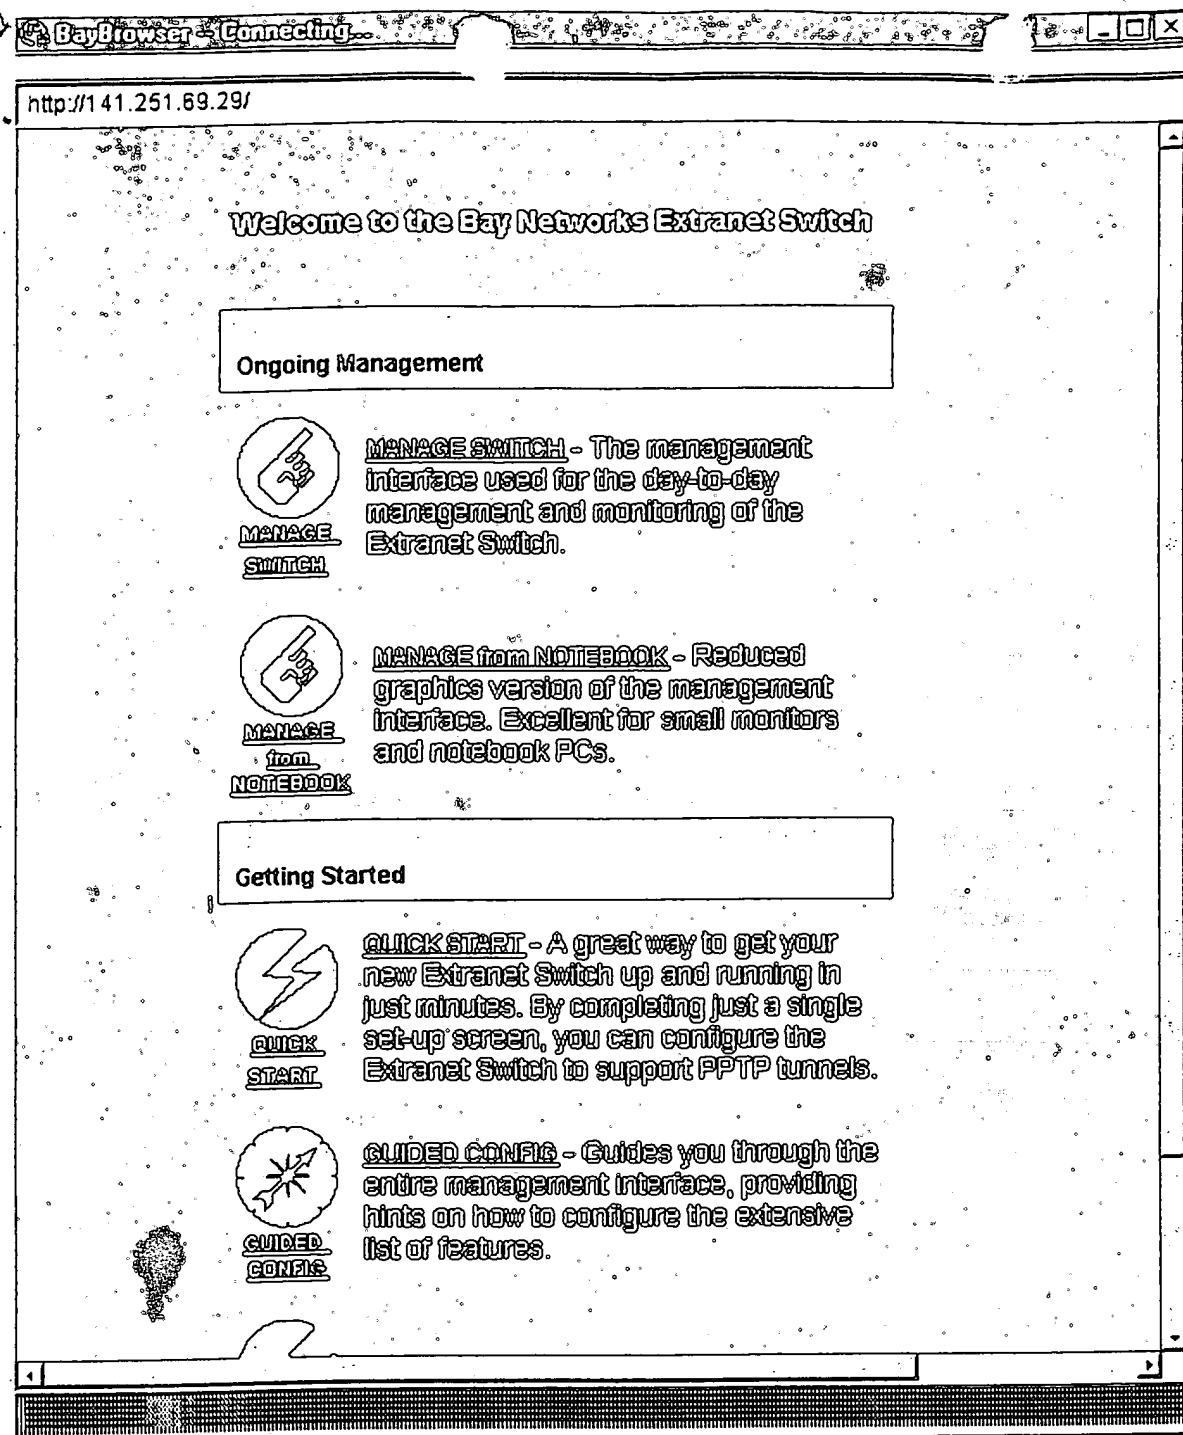 BayBrowser - Connecting...
http://141.251.69.29/
Welcome to the Bay Networks Extranet Switch
Ongoing Management
MANAGE
SWITCH
MANAGE SWITCH - The management
interface used for the day-to-day
management and monitoring of the
Extranet Switch.
MANAGE
from
NOTEBOOK
MANAGE from NOTEBOOK - Reduced
graphics version of the management
interface. Excellent for small monitors
and notebook PCs.
Getting Started
QUICK
START
QUICK START - A great way to get your
new Extranet Switch up and running in
just minutes. By completing just a single
set-up screen, you can configure the
Extranet Switch to support PPTP tunnels.
GUIDED
CONFIG
GUIDED CONFIG - Guides you through the
entire management interface, providing
hints on how to configure the extensive
list of features.